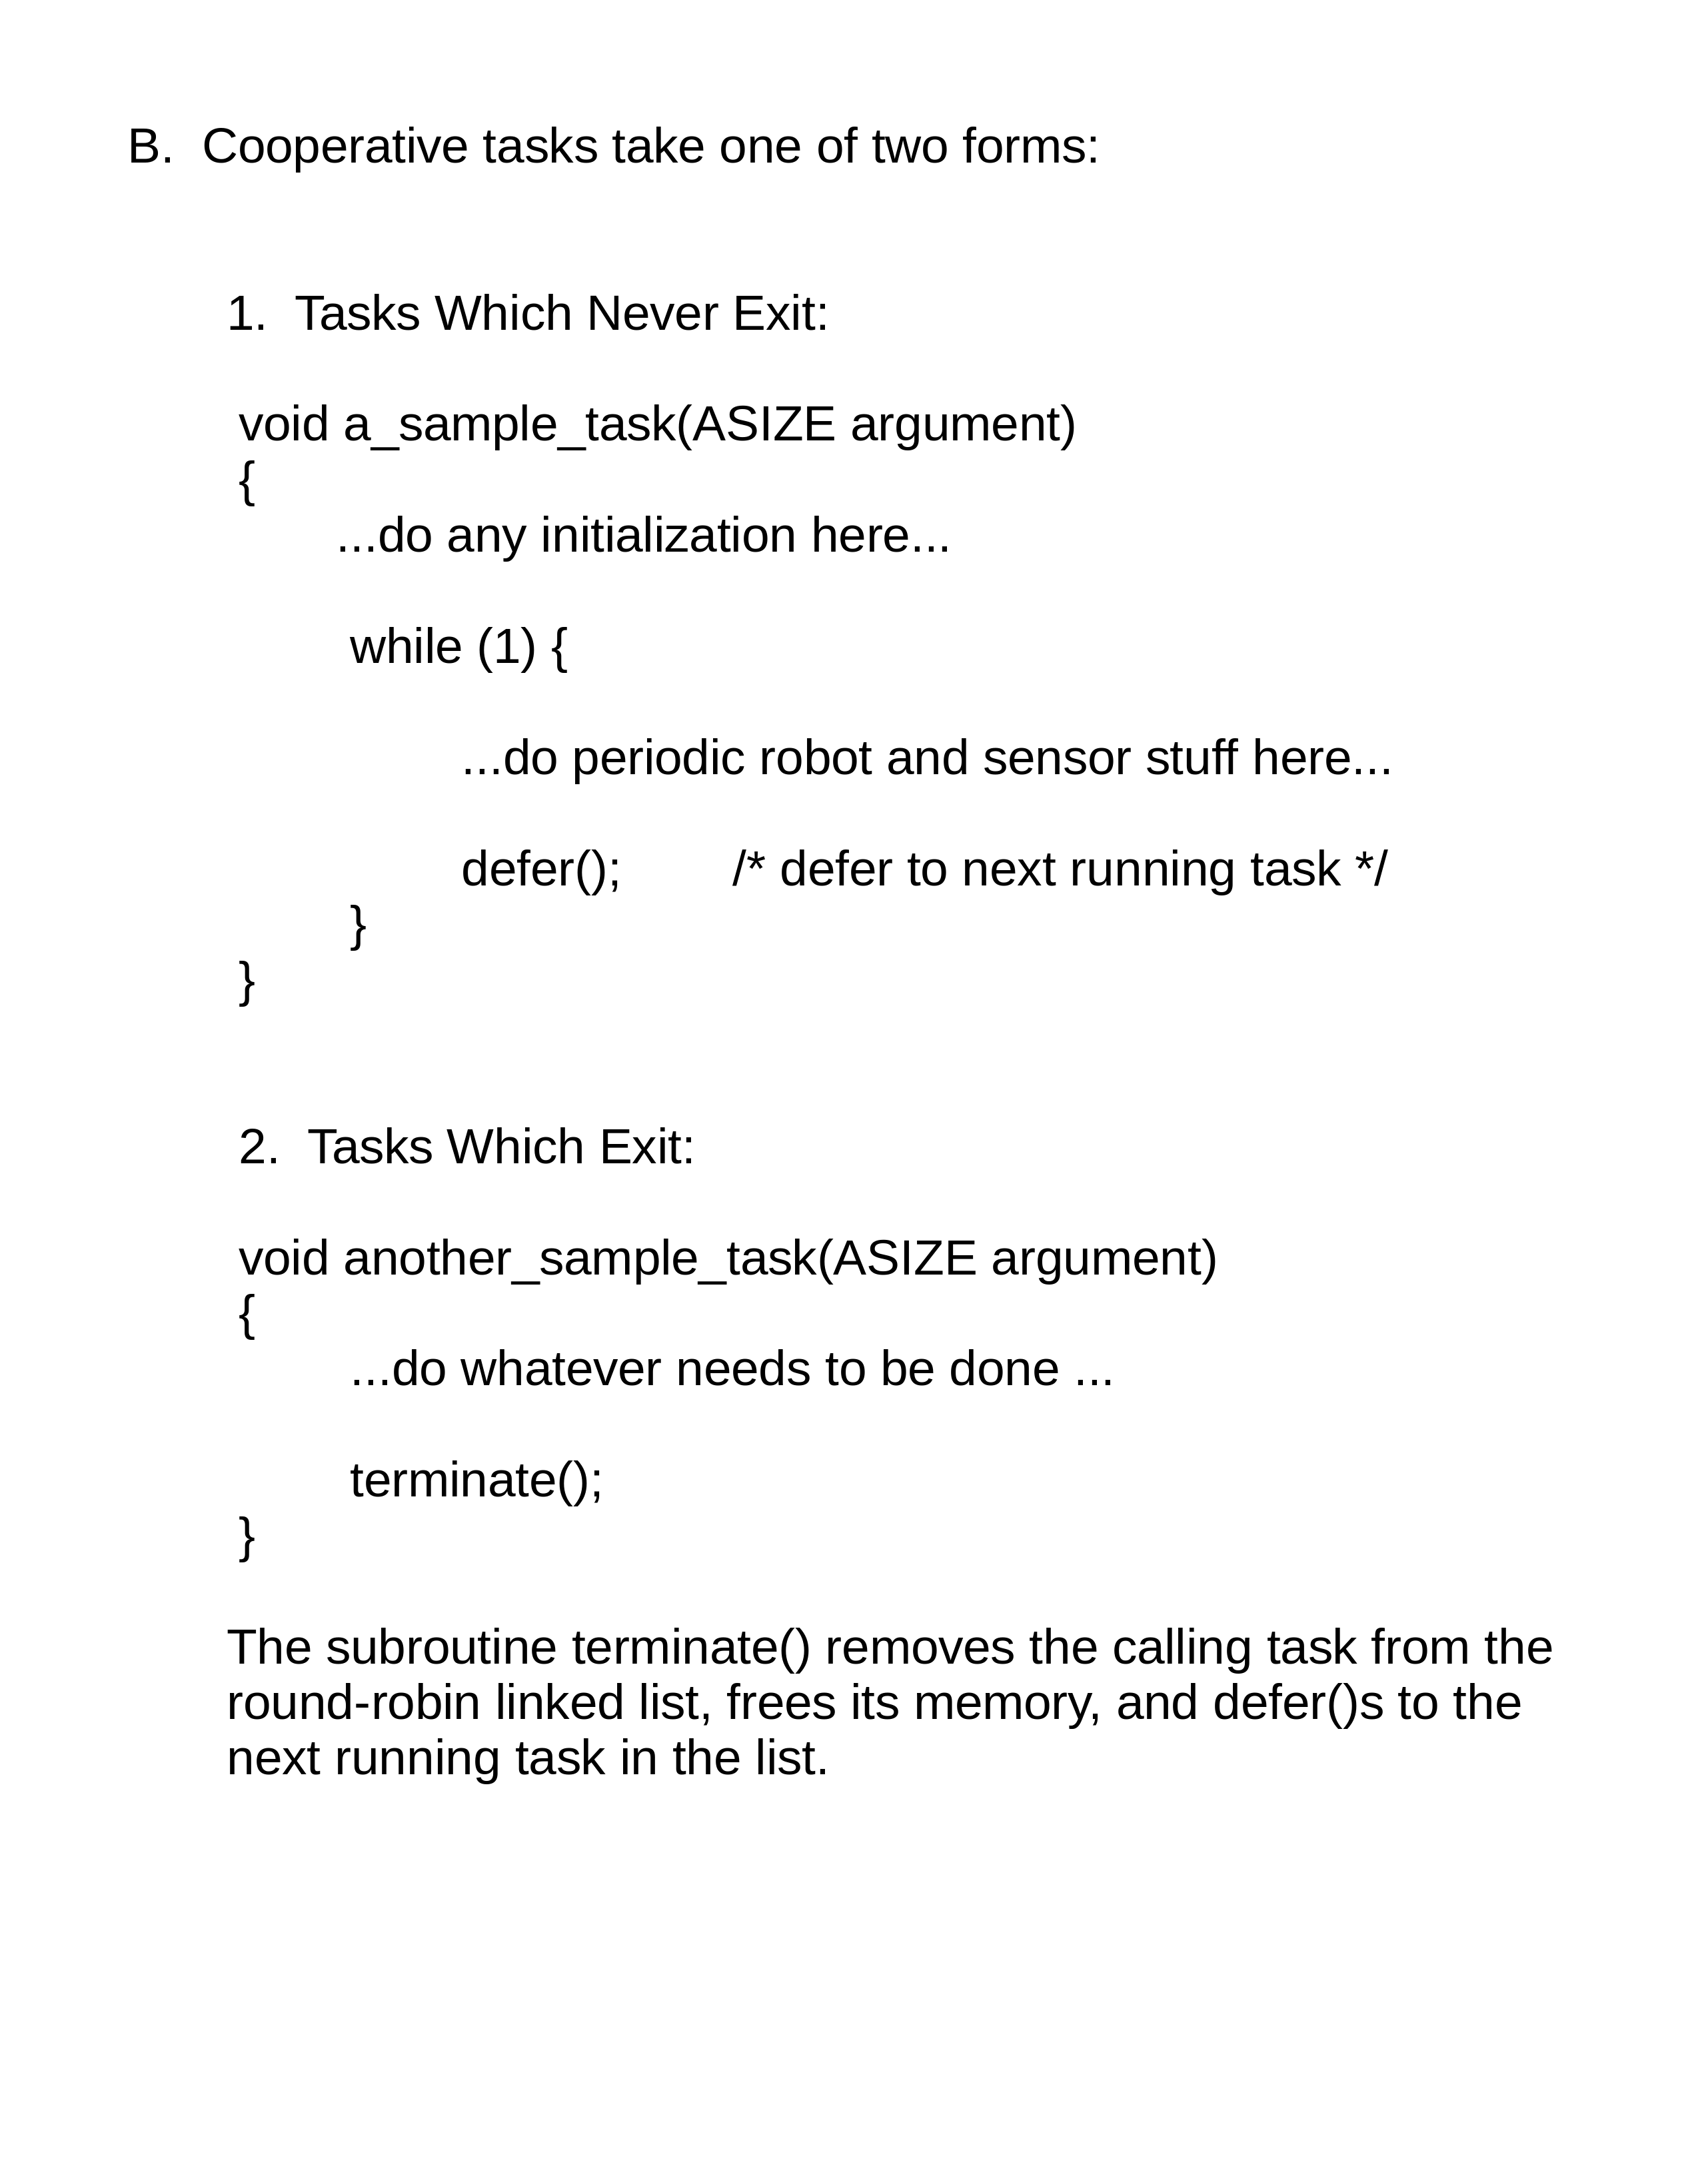 B.  Cooperative tasks take one of two forms:
1.  Tasks Which Never Exit:
void a_sample_task(ASIZE argument)
{
...do any initialization here...
while (1) {
...do periodic robot and sensor stuff here...
defer();        /* defer to next running task */
}
}
2.  Tasks Which Exit:
void another_sample_task(ASIZE argument)
{
...do whatever needs to be done ...
terminate();
}
The subroutine terminate() removes the calling task from the
round-robin linked list, frees its memory, and defer()s to the
next running task in the list.